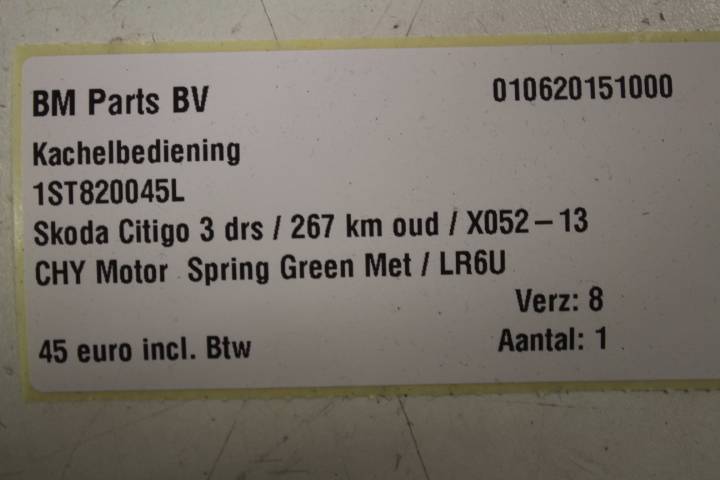 BM Parts BV 010620151000
Kachelbediening
1ST820045L
Skoda Citigo 3 drs / 267 km oud / X052-13
CHY Motor Spring Green Met / LR6U
Verz: 8
45 euro incl. Btw Aantal: 1